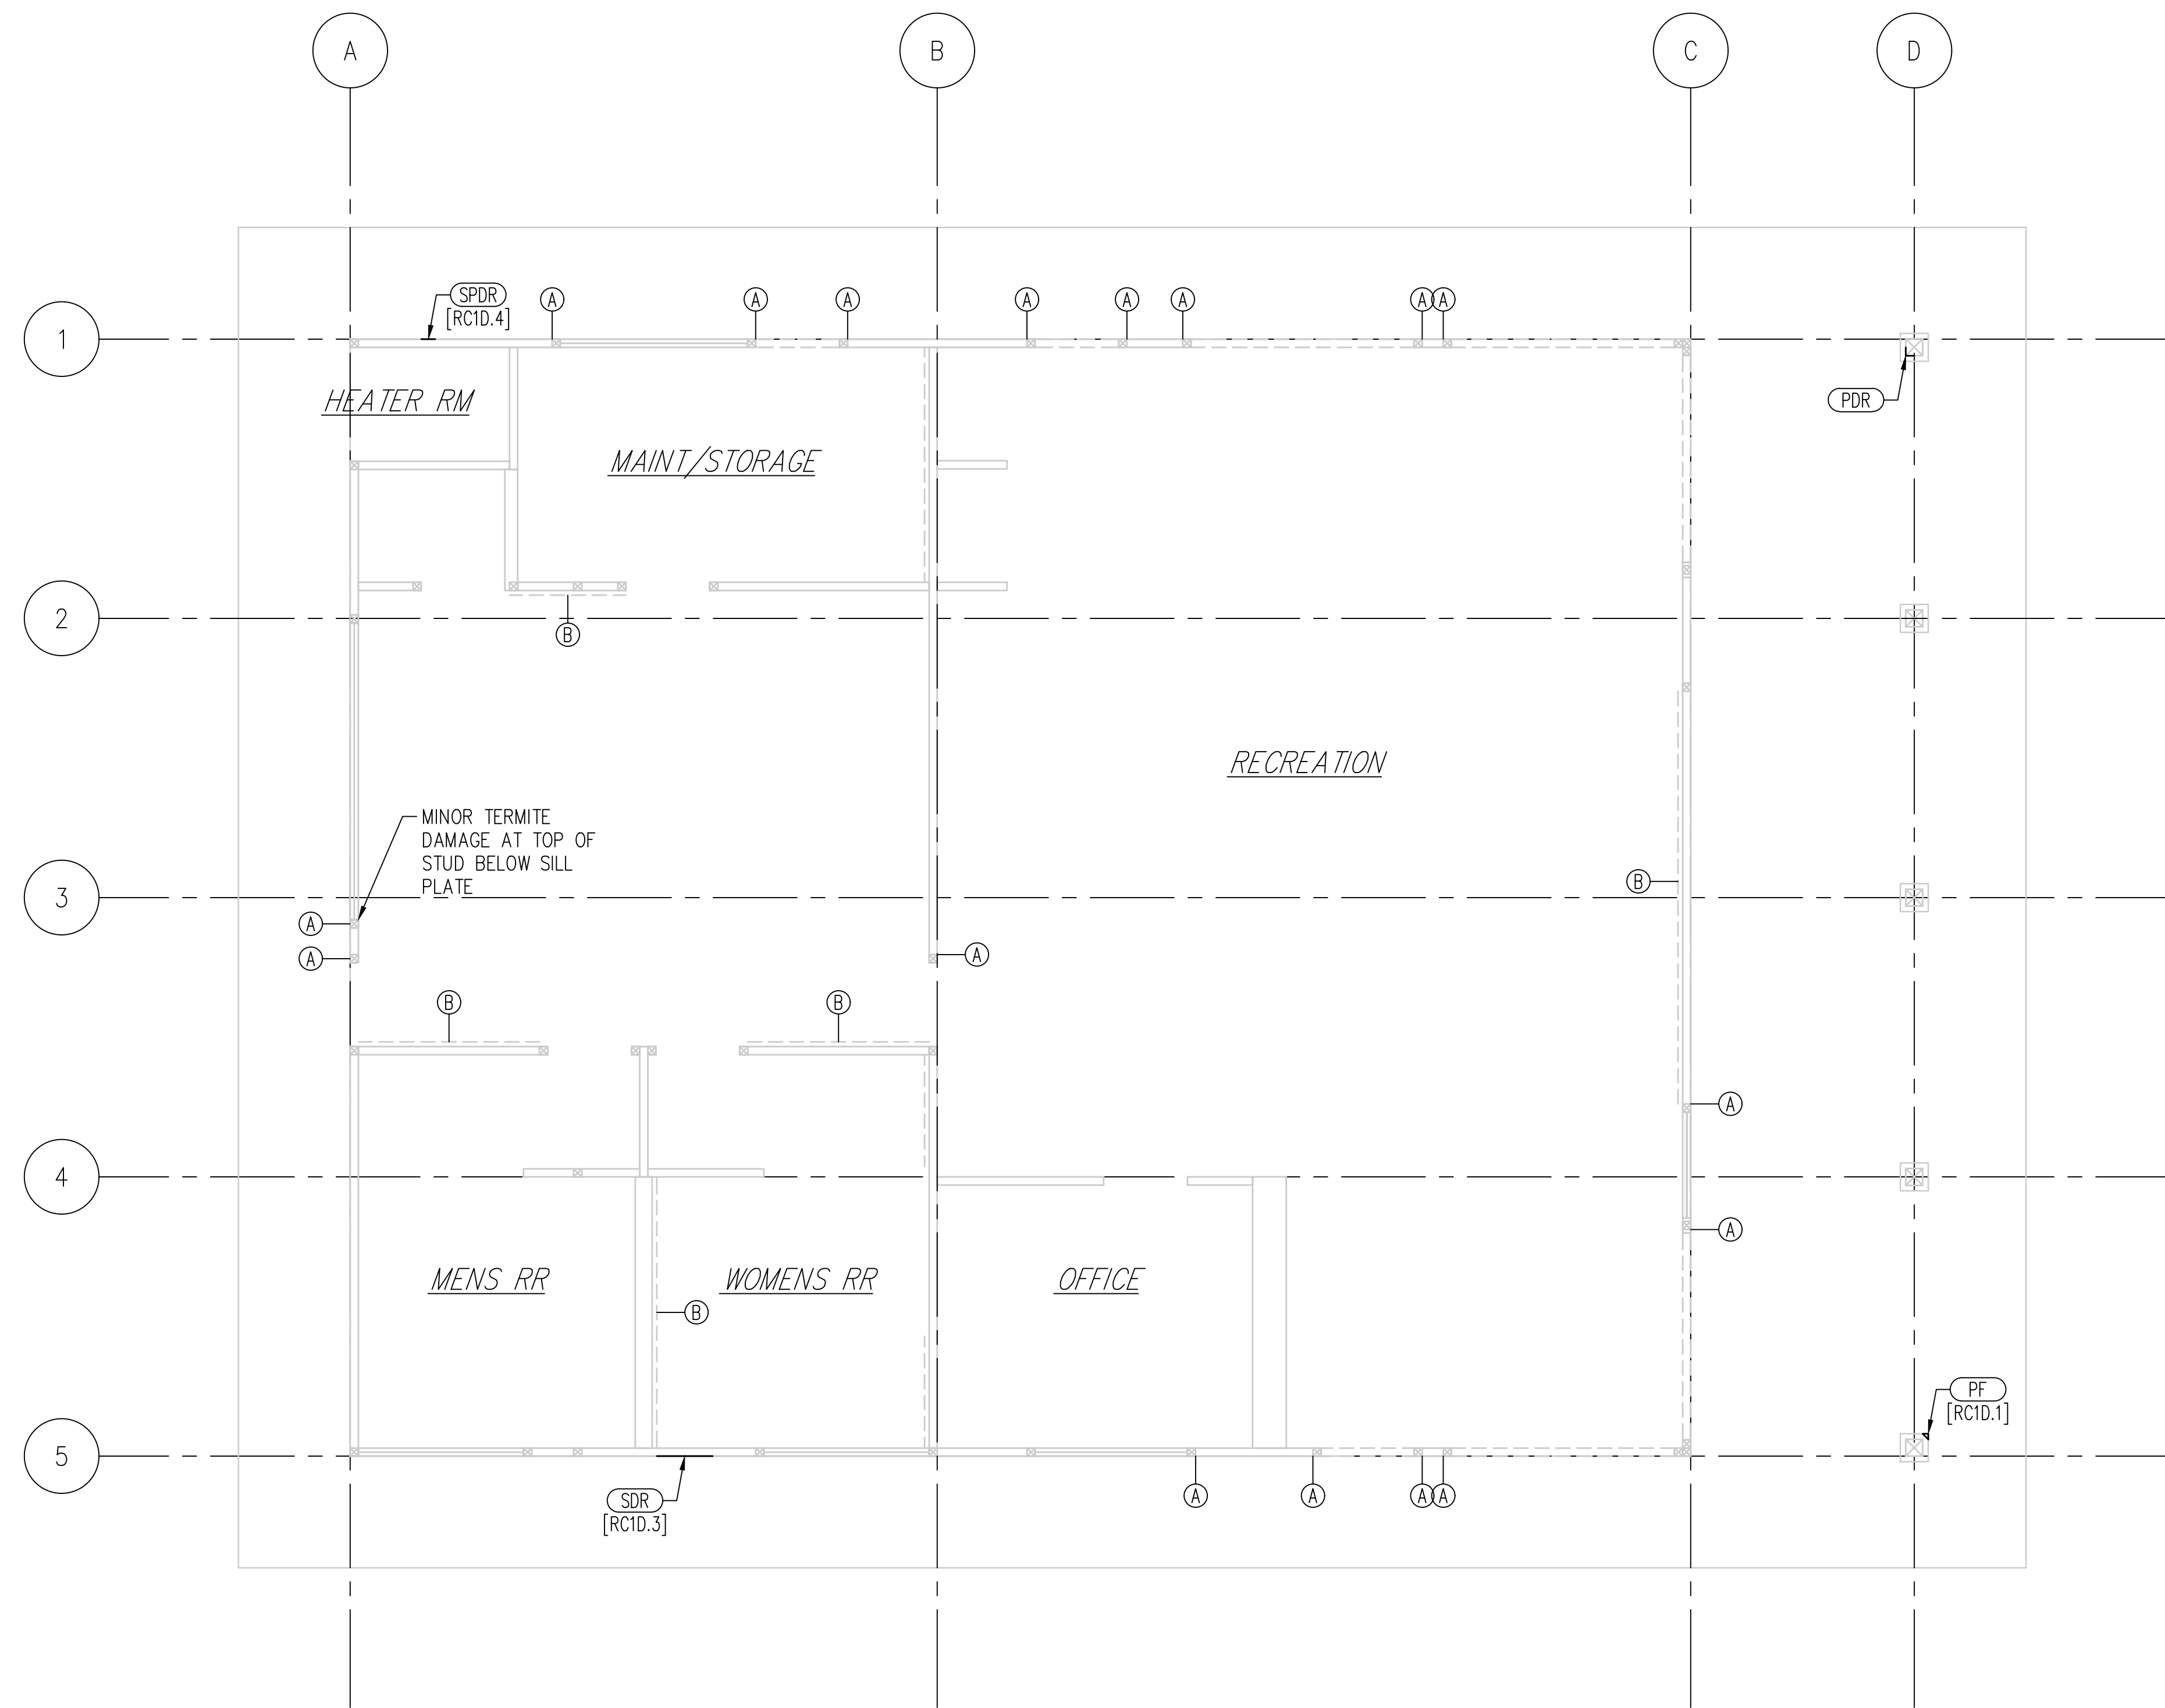 A
B
C
D
SPDR
[RC1D.4]
A
A
A
A
A
A
A
A
1
HEATER RM
PDR
MAINT/STORAGE
2
B
RECREATION
MINOR TERMITE
DAMAGE AT TOP OF
STUD BELOW SILL
PLATE
B
3
A
A
A
B
B
A
4
A
MENS RR
WOMENS RR
OFFICE
B
PF
[RC1D.1]
5
SDR
[RC1D.3]
A
A
A
A